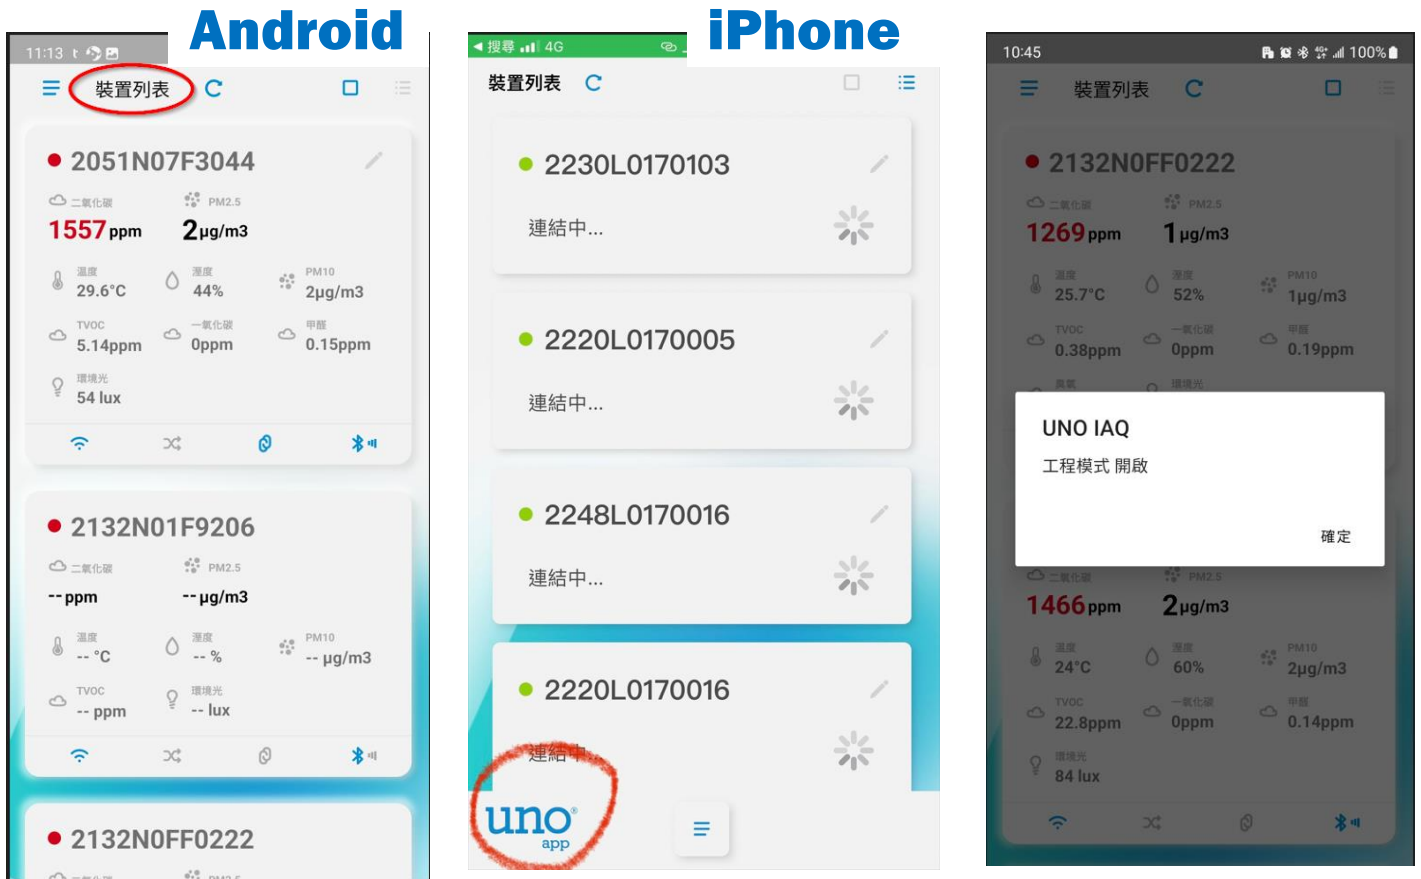 Android
11:13
裝置列表
2051N07F3044
二氧化碳 PM2.5
1557 ppm 2 µg/m3
溫度 溼度 PM10
29.6°C 44% 2µg/m3
TVOC 一氧化碳 甲醛
5.14ppm 0ppm 0.15ppm
環境光
54 lux
2132N01F9206
二氧化碳 PM2.5
-- ppm -- µg/m3
溫度 溼度 PM10
-- °C -- % -- µg/m3
TVOC 環境光
-- ppm -- lux
2132N0FF0222
iPhone
搜尋 4G
裝置列表
2230L0170103
連結中...
2220L0170005
連結中...
2248L0170016
連結中...
2220L0170016
連結中...
uno®
app
10:45 100%
裝置列表
2132N0FF0222
二氧化碳 PM2.5
1269 ppm 1 µg/m3
溫度 溼度 PM10
25.7°C 52% 1µg/m3
TVOC 一氧化碳 甲醛
0.38ppm 0ppm 0.19ppm
臭氧 環境光
UNO IAQ
工程模式 開啟
確定
二氧化碳 PM2.5
1466 ppm 2 µg/m3
溫度 溼度 PM10
24°C 60% 2µg/m3
TVOC 一氧化碳 甲醛
22.8ppm 0ppm 0.14ppm
環境光
84 lux